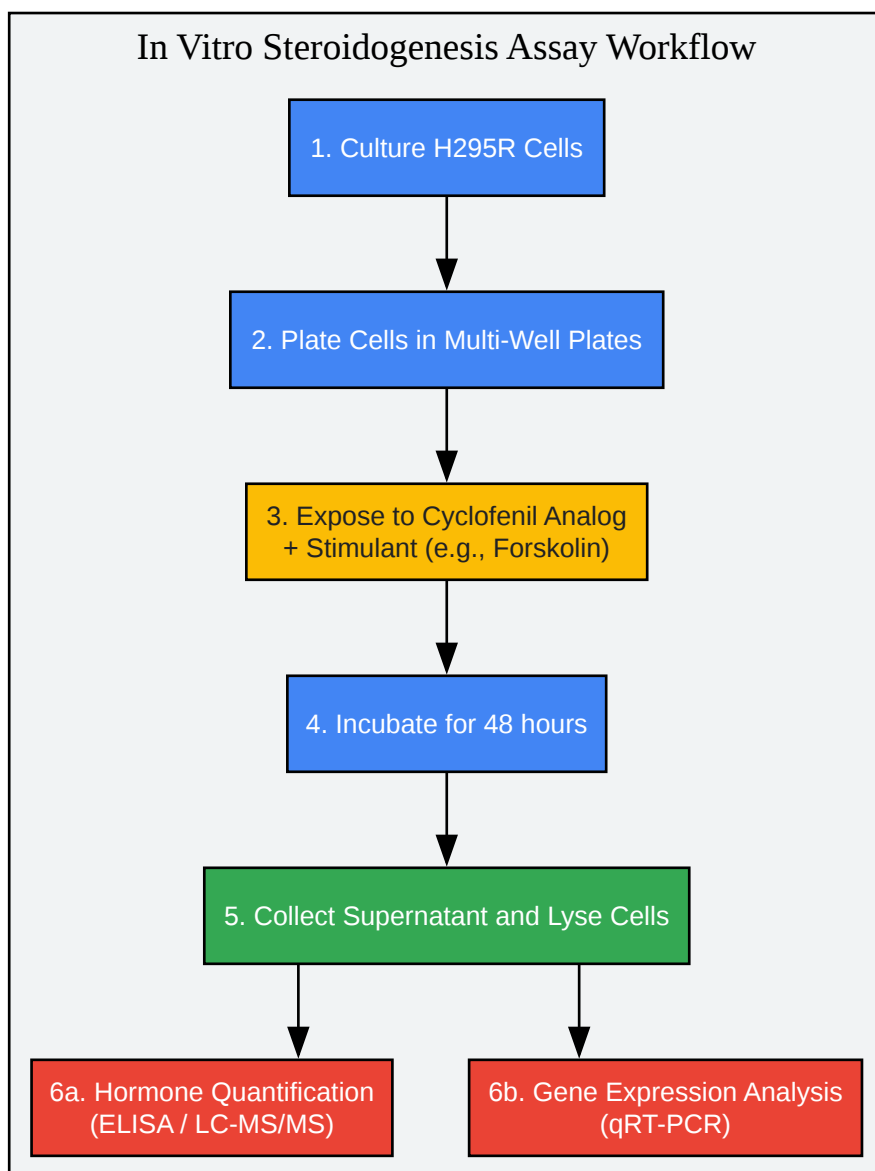 In Vitro Steroidogenesis Assay Workflow
1. Culture H295R Cells
2. Plate Cells in Multi-Well Plates
3. Expose to Cyclofenil Analog
+ Stimulant (e.g., Forskolin)
4. Incubate for 48 hours
5. Collect Supernatant and Lyse Cells
6a. Hormone Quantification
(ELISA / LC-MS/MS)
6b. Gene Expression Analysis
(qRT-PCR)